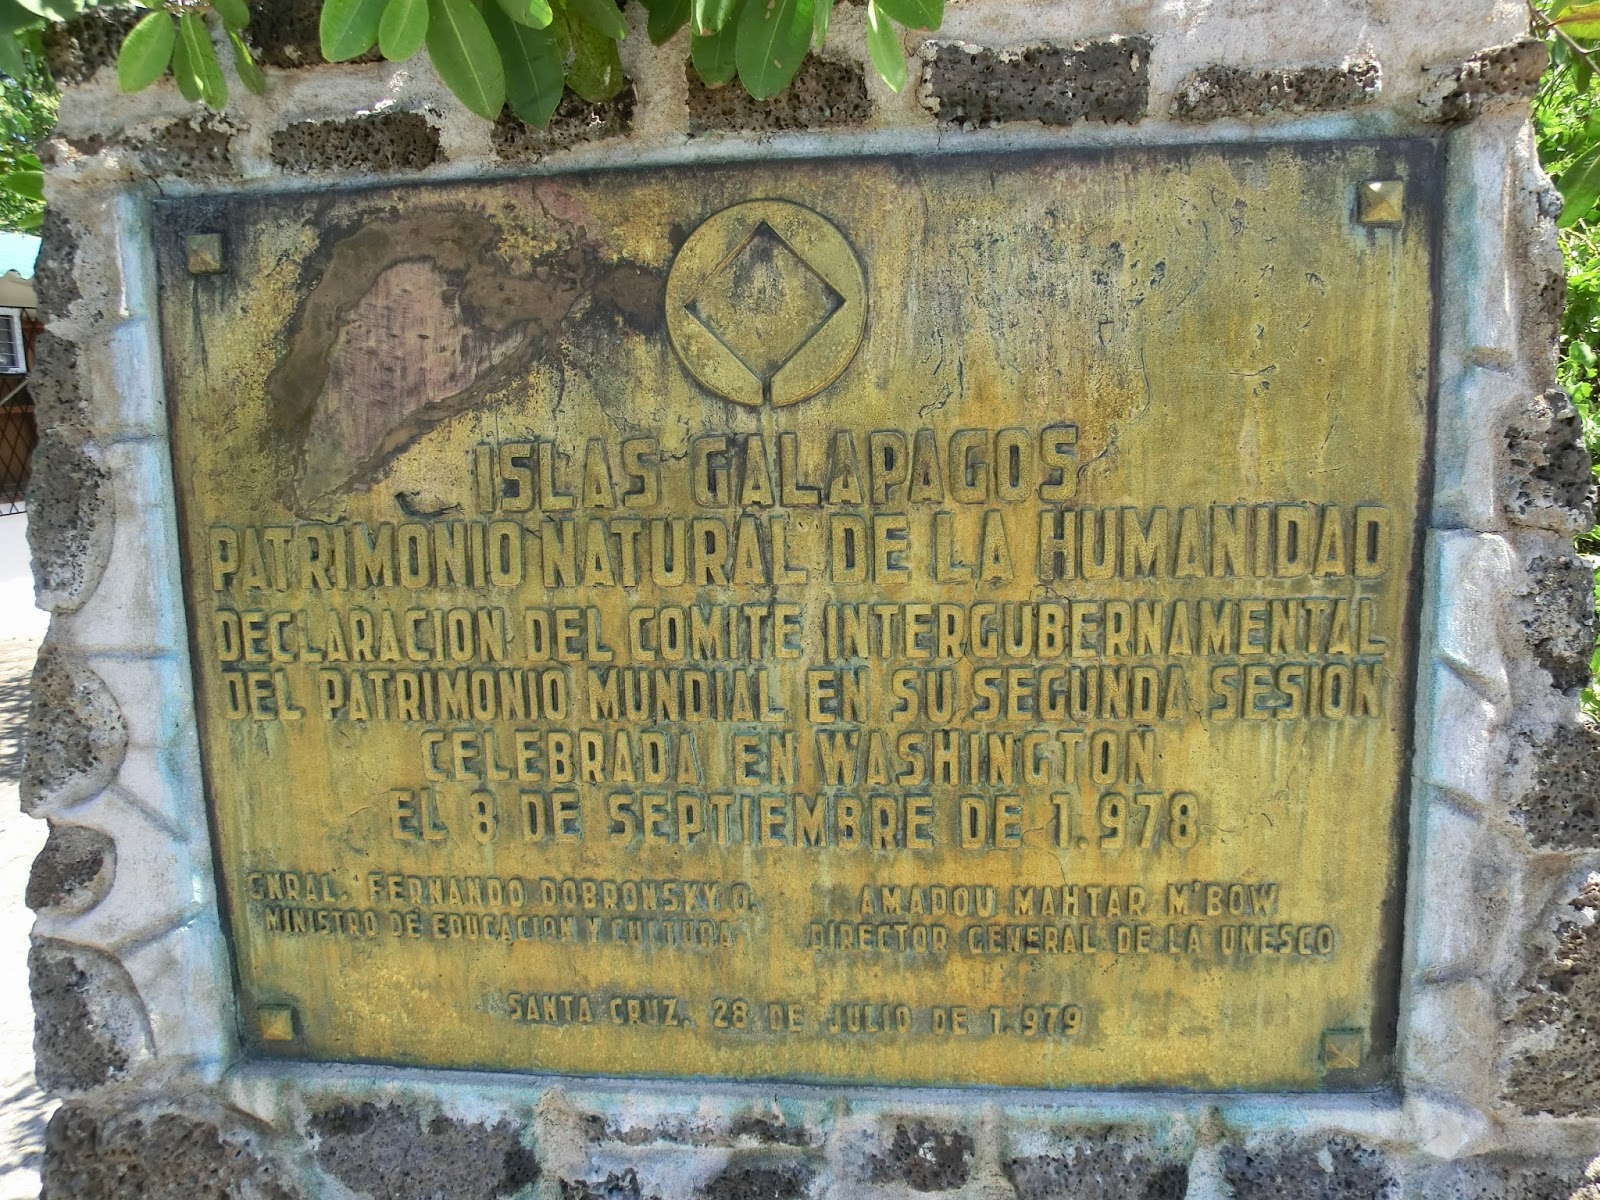 ISLAS GALAPAGOS
PATRIMONIO NATURAL DE LA HUMANIDAD
DECLARACION DEL COMITE INTERGUBERNAMENTAL
DEL PATRIMONIO MUNDIAL EN SU SEGUNDA SESION
CELEBRADA EN WASHINGTON
EL 8 DE SEPTIEMBRE DE 1.978
GNRAL. FERNANDO DOBRONSKY O.
MINISTRO DE EDUCACION Y CULTURA
AMADOU MAHTAR M'BOW
DIRECTOR GENERAL DE LA UNESCO
SANTA CRUZ, 28 DE JULIO DE 1.979